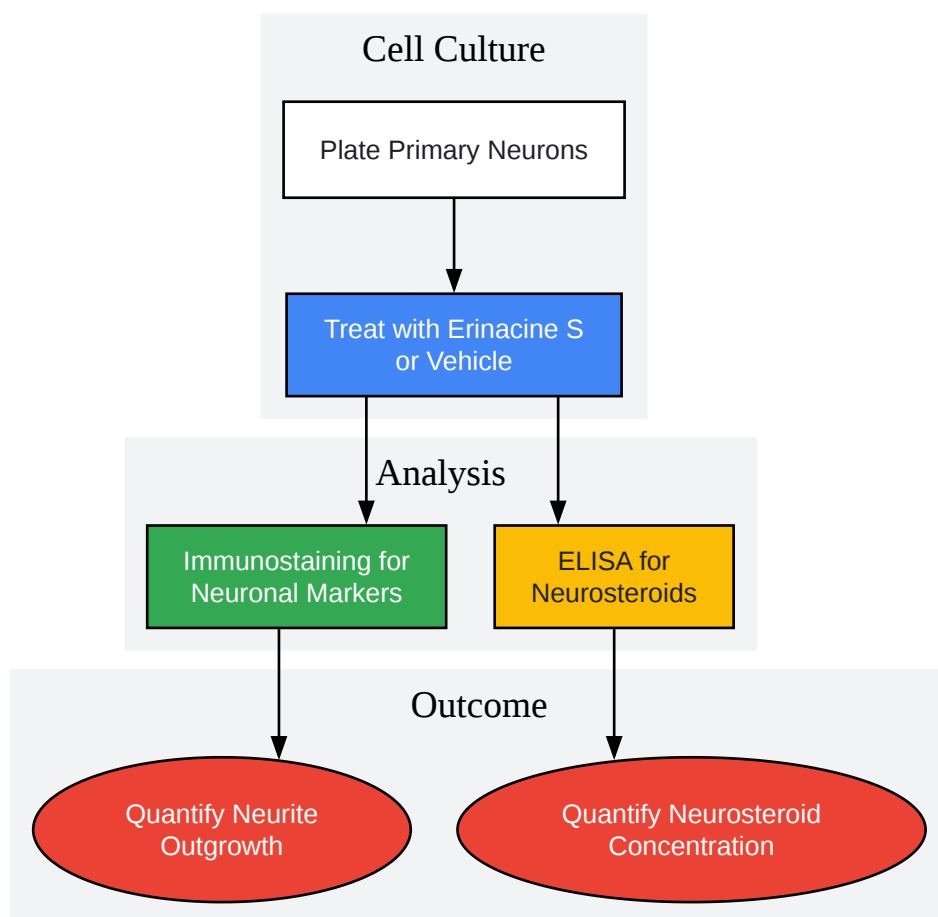 Cell Culture
Plate Primary Neurons
Treat with Erinacine S
or Vehicle
Analysis
Immunostaining for
Neuronal Markers
ELISA for
Neurosteroids
Outcome
Quantify Neurite
Outgrowth
Quantify Neurosteroid
Concentration